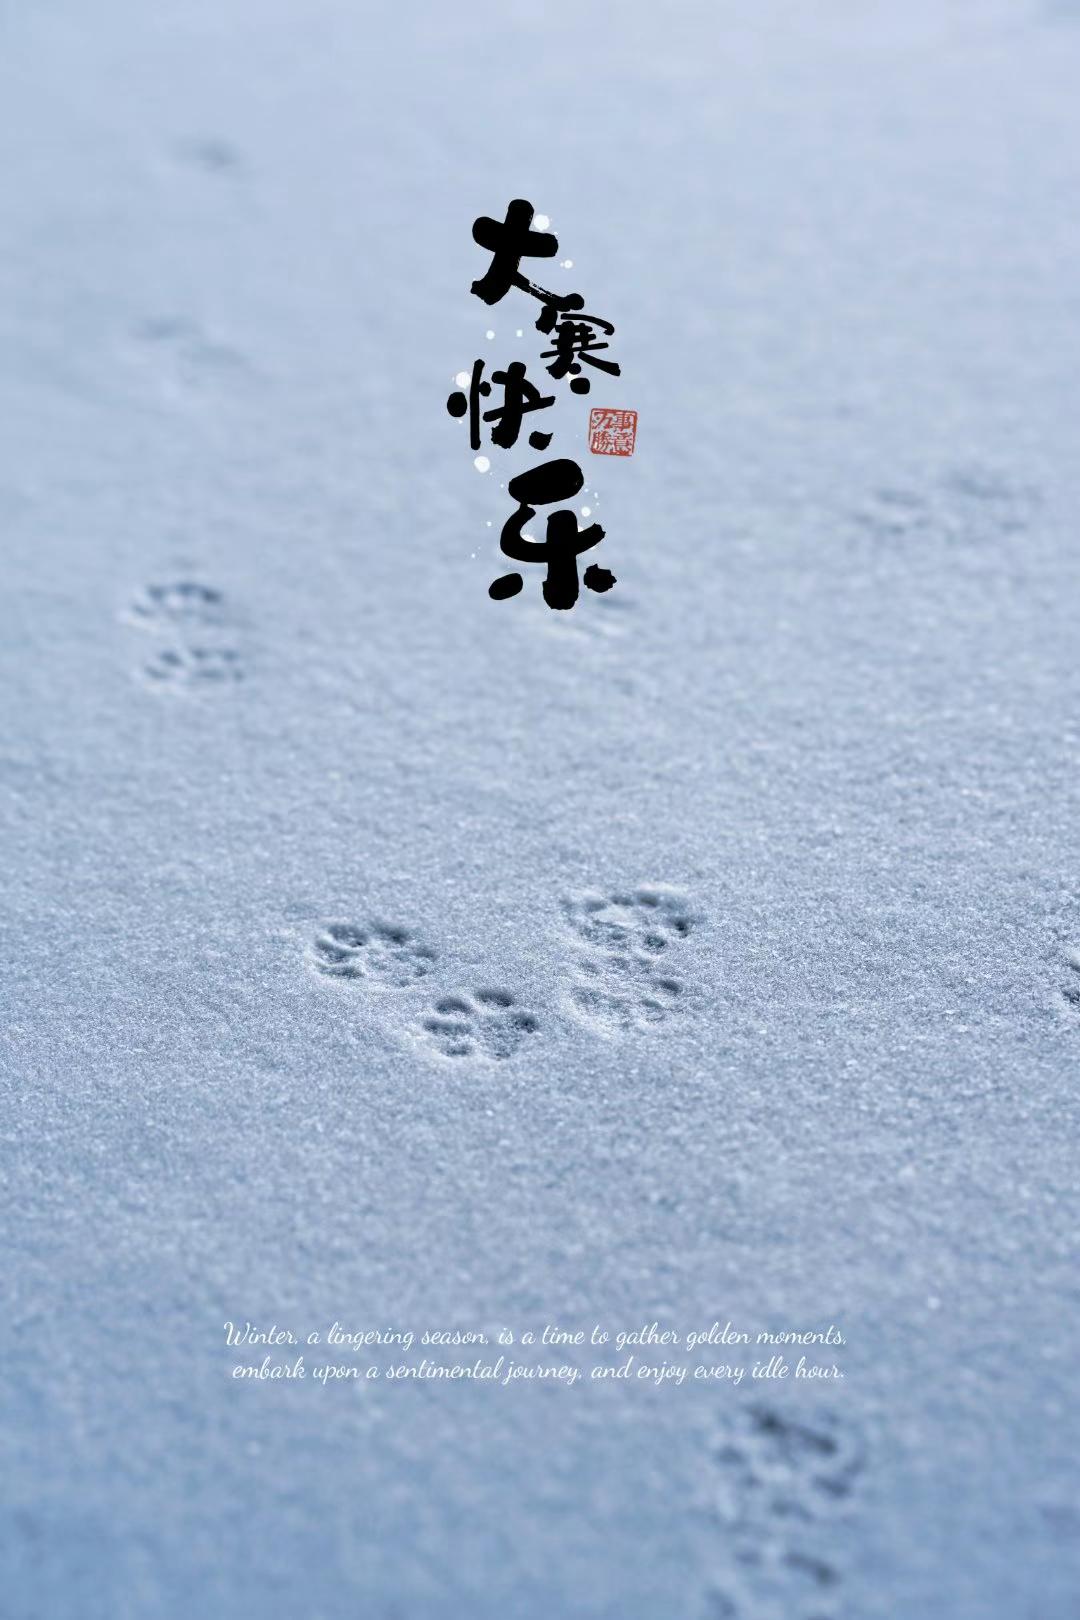 大寒
快乐
Winter, a lingering season, is a time to gather golden moments,
embark upon a sentimental journey, and enjoy every idle hour.